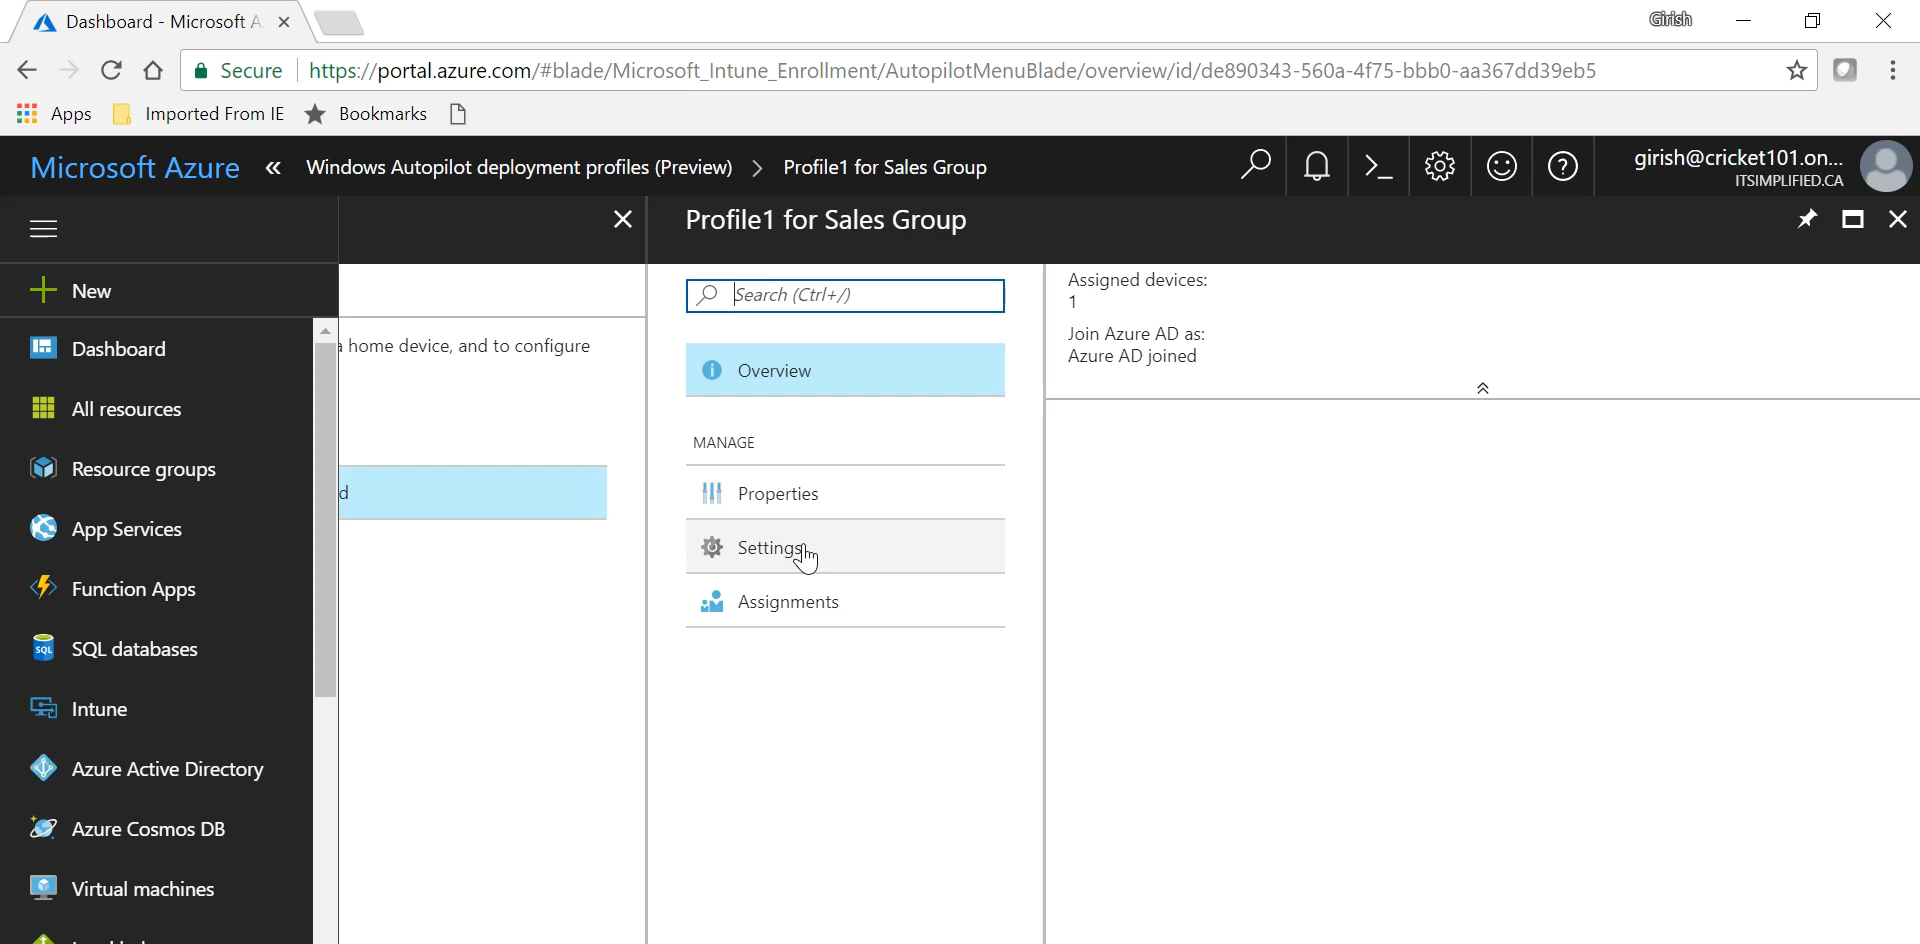 Dashboard - Microsoft A
Girish
Secure
https://portal.azure.com/#blade/Microsoft_Intune_Enrollment/AutopilotMenuBlade/overview/id/de890343-560a-4f75-bbb0-aa367dd39eb5
Apps
Imported From IE
Bookmarks
Microsoft Azure
Windows Autopilot deployment profiles (Preview) > Profile1 for Sales Group
girish@cricket101.on...
ITSIMPLIFIED.CA
Profile1 for Sales Group
New
Dashboard
All resources
Resource groups
App Services
Function Apps
SQL databases
Intune
Azure Active Directory
Azure Cosmos DB
Virtual machines
a home device, and to configure
d
Search (Ctrl+/)
Overview
MANAGE
Properties
Settings
Assignments
Assigned devices:
1
Join Azure AD as:
Azure AD joined